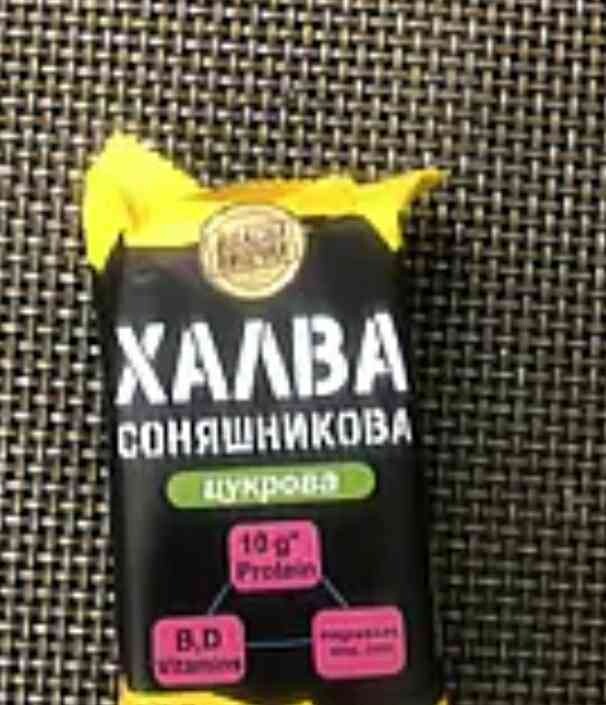 ХАЛВА
СОНЯШНИКОВА
цукрова
10 g*
Protein
B,D
Vitamins